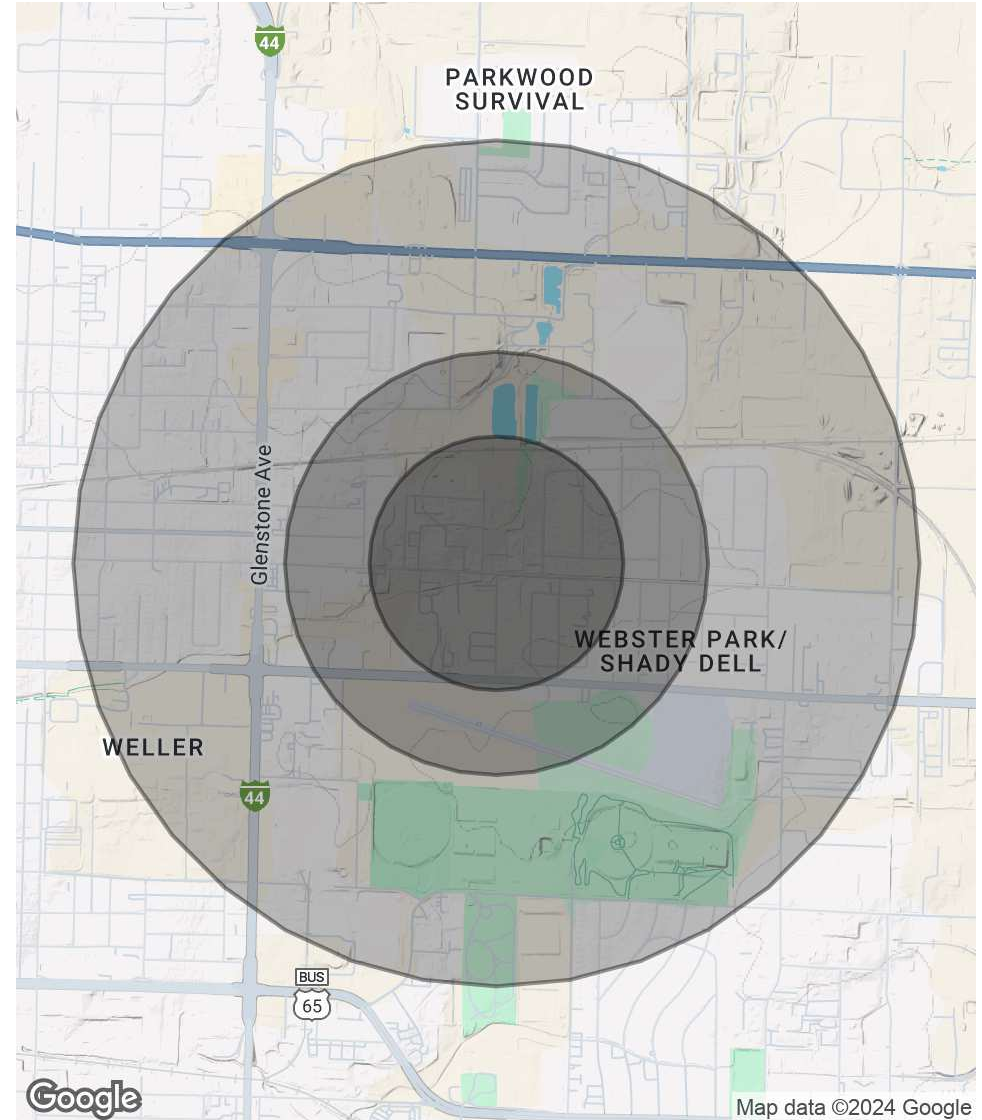 44
PARKWOOD
SURVIVAL
Glenstone Ave
WEBSTER PARK/
SHADY DELL
WELLER
44
BUS
65
Google
Map data ©2024 Google